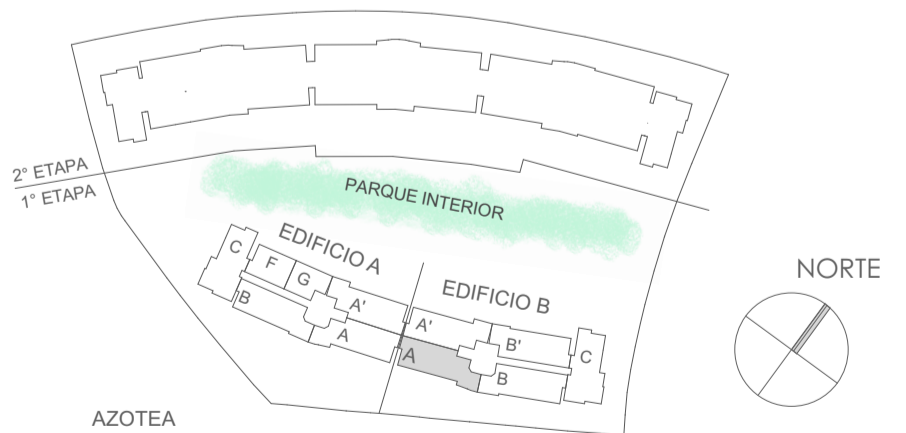 2° ETAPA
1° ETAPA
PARQUE INTERIOR
EDIFICIO A
C
F
G
A'
B
A
EDIFICIO B
A'
B'
C
A
B
NORTE
AZOTEA